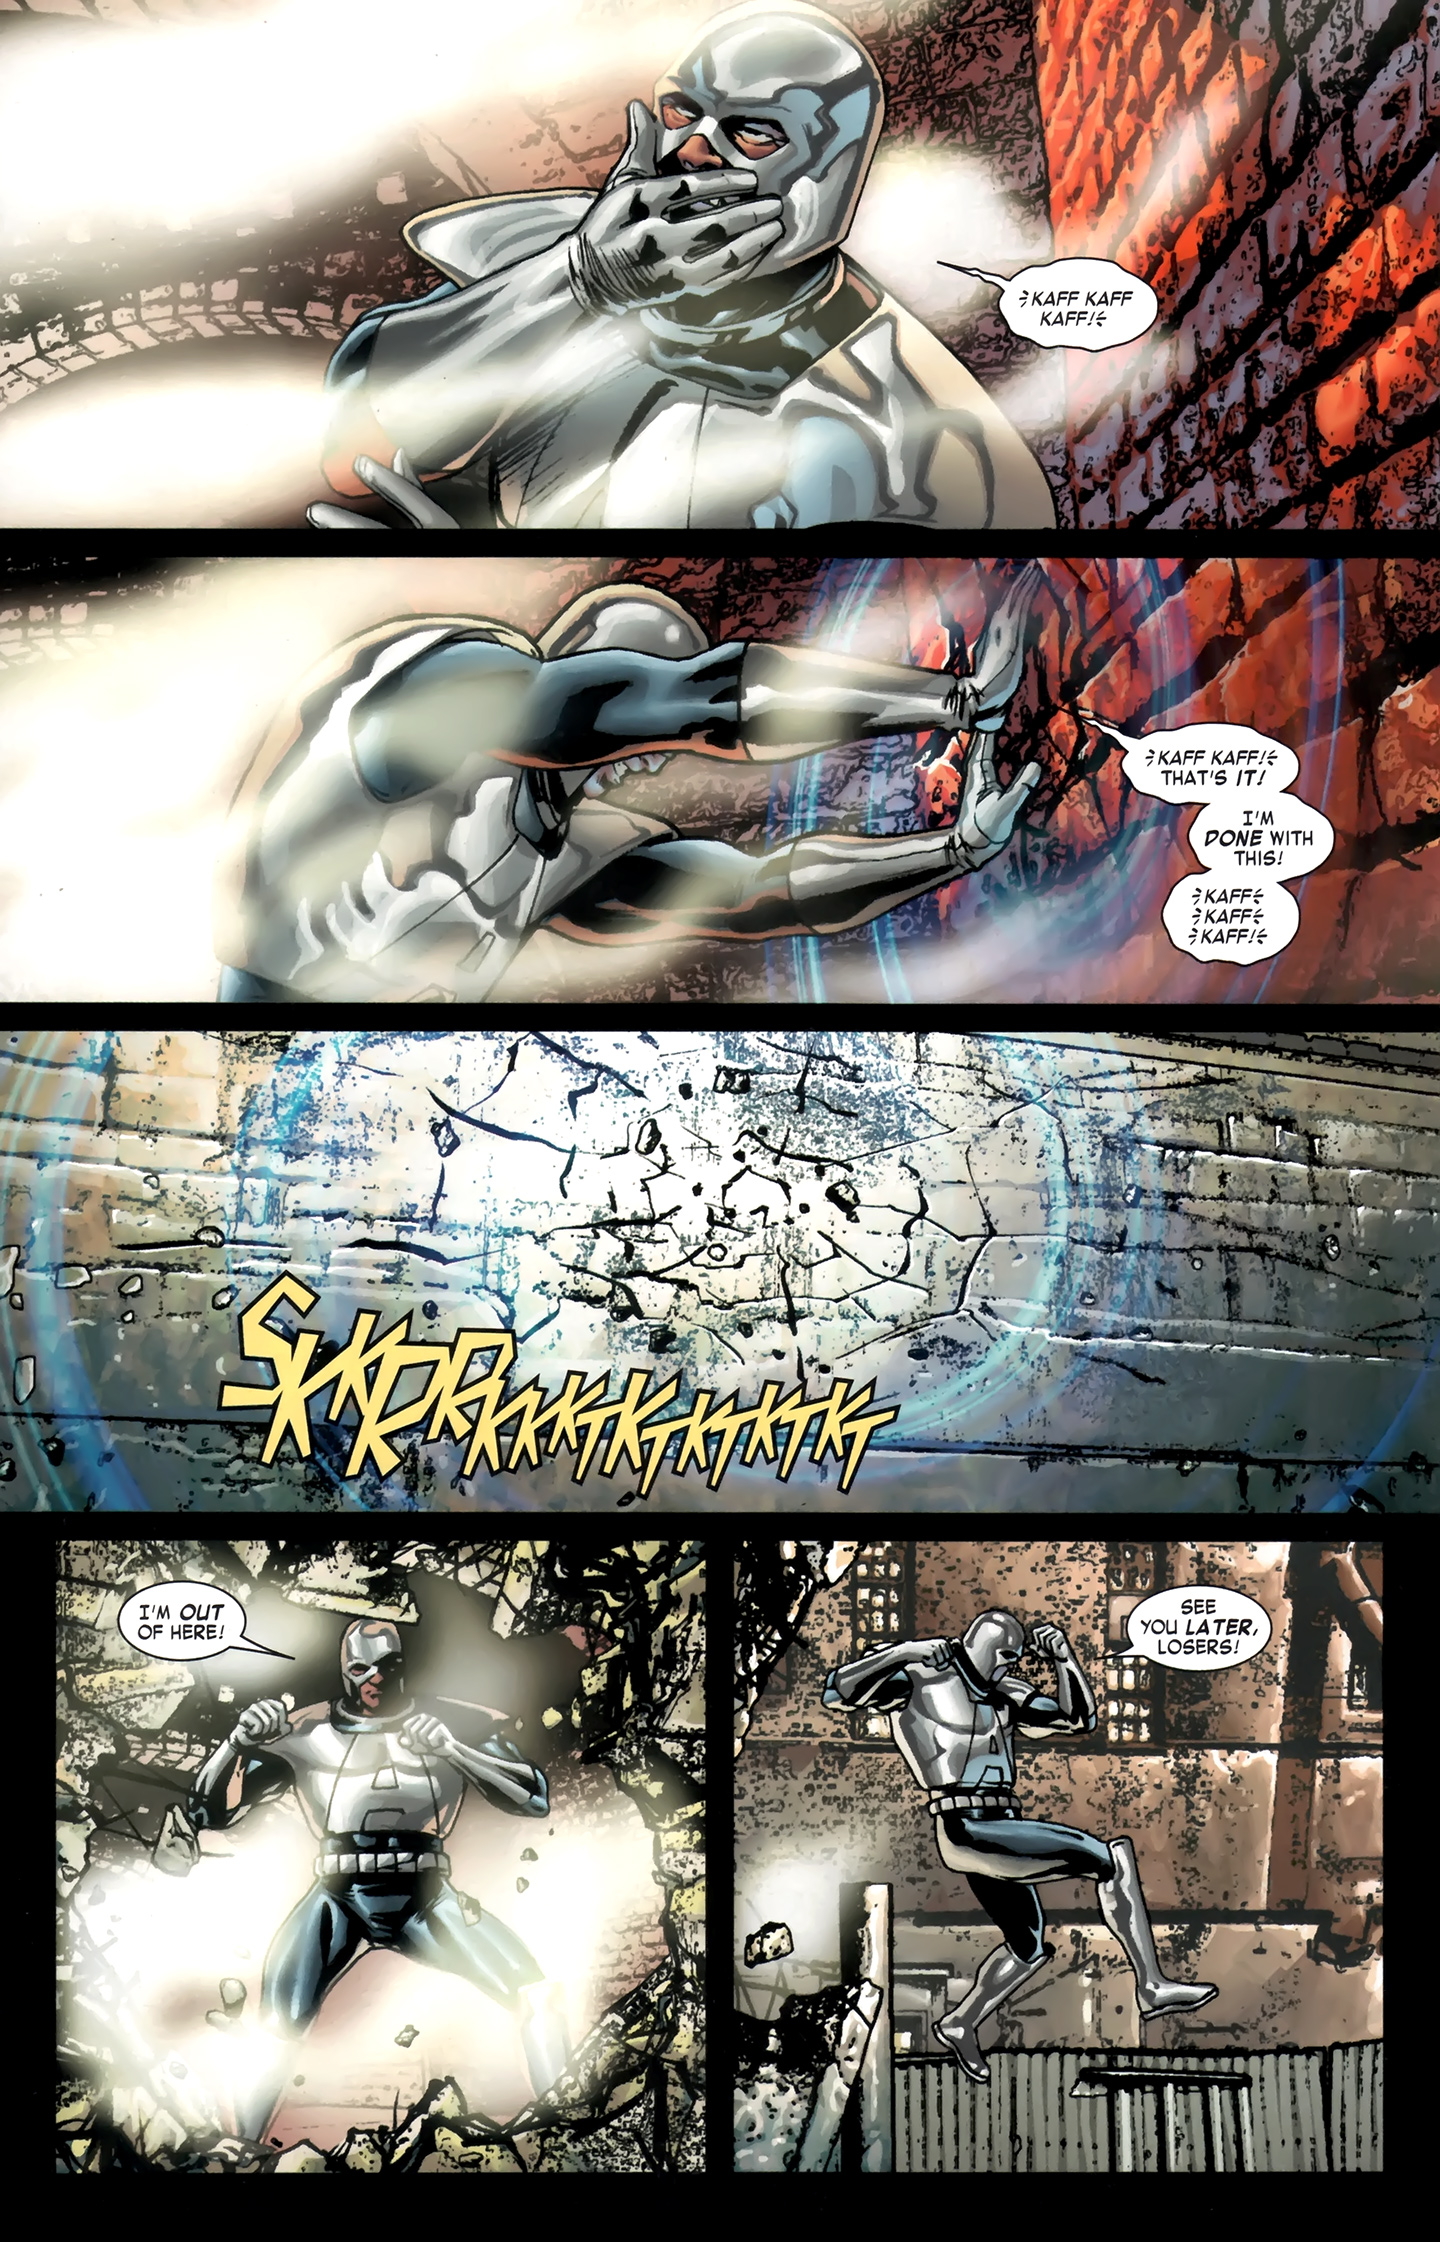 KAFF KAFF
KAFF!
KAFF KAFF!
THAT'S IT!
I'M
DONE WITH
THIS!
KAFF
KAFF
KAFF!
SKKRRKKKTKTKTKTKT
I'M OUT
OF HERE!
A
SEE
YOU LATER,
LOSERS!